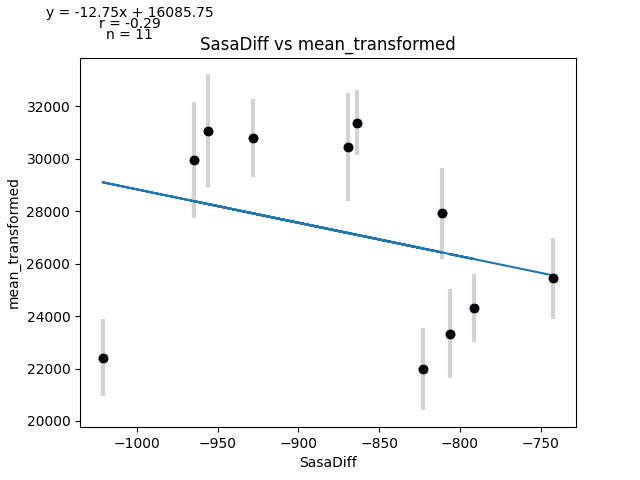 y = -12.75x + 16085.75
r = -0.29
n = 11
SasaDiff vs mean_transformed
32000
30000
28000
26000
24000
22000
20000
mean_transformed
−1000
−950
−900
−850
−800
−750
SasaDiff